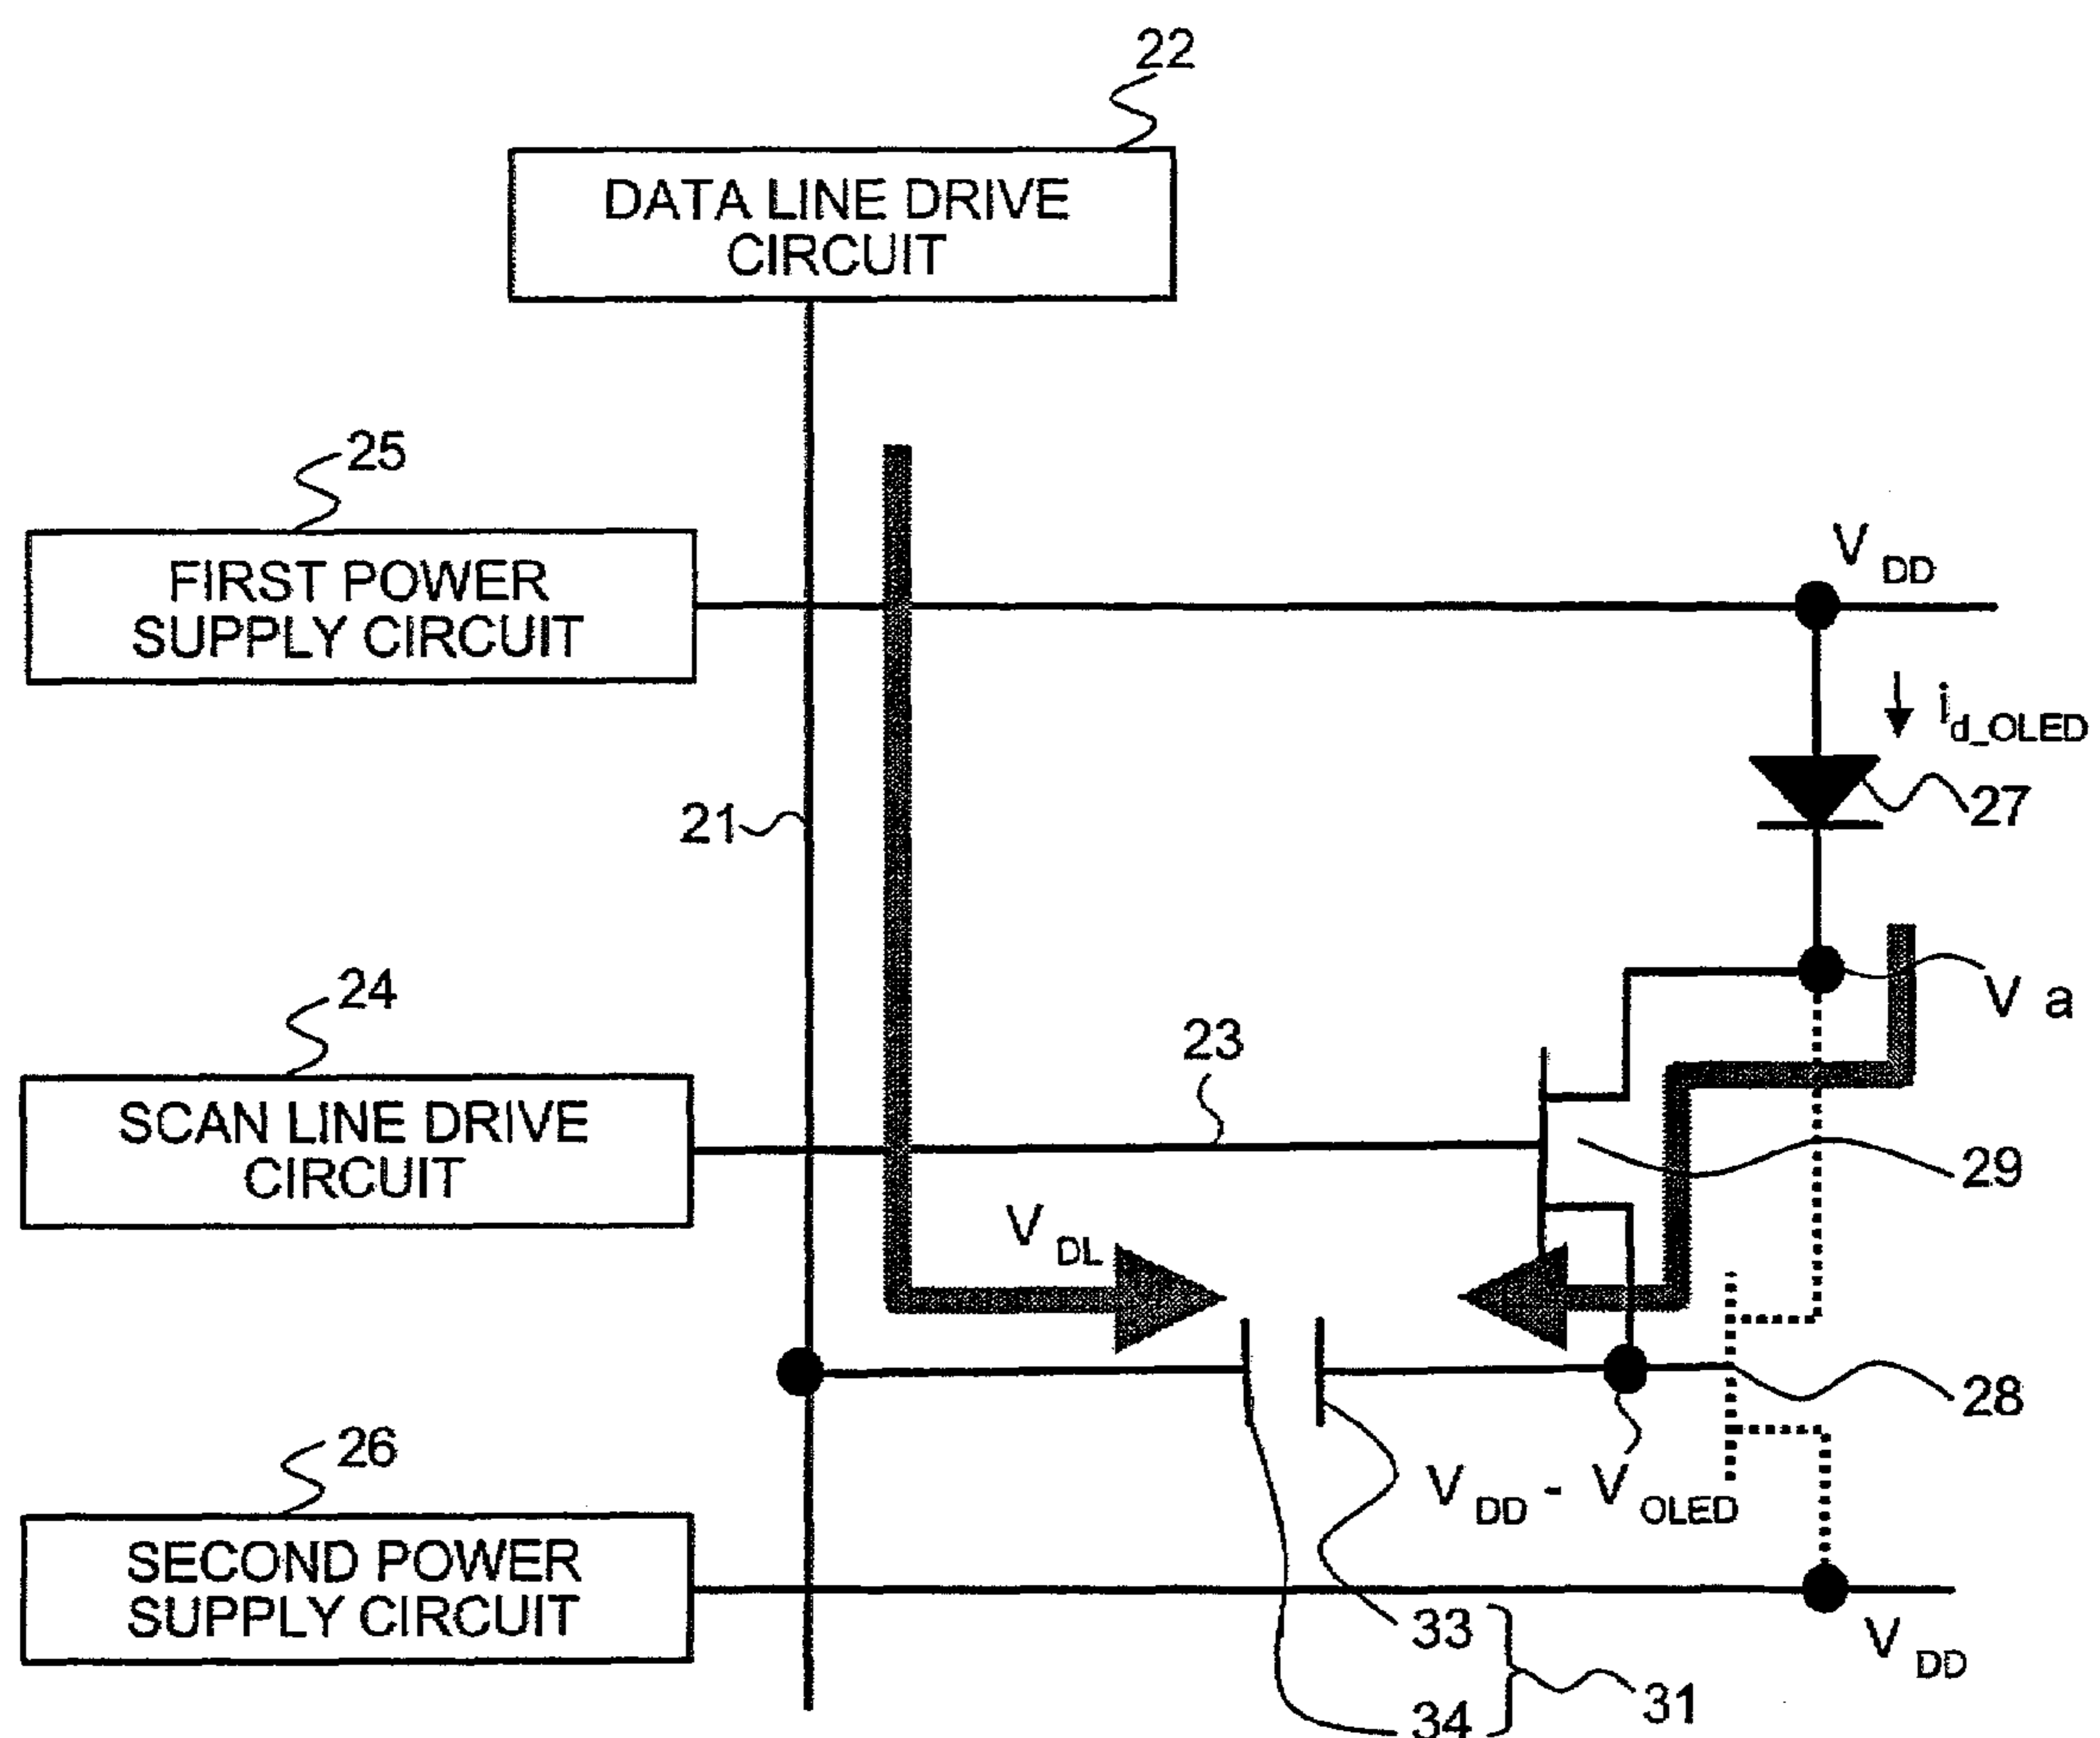 22
DATA LINE DRIVE
CIRCUIT
25
FIRST POWER
SUPPLY CIRCUIT
V DD
i d_OLED
21
27
24
V a
23
SCAN LINE DRIVE
CIRCUIT
29
V DL
28
26
V DD - V OLED
SECOND POWER
SUPPLY CIRCUIT
33
V DD
31
34